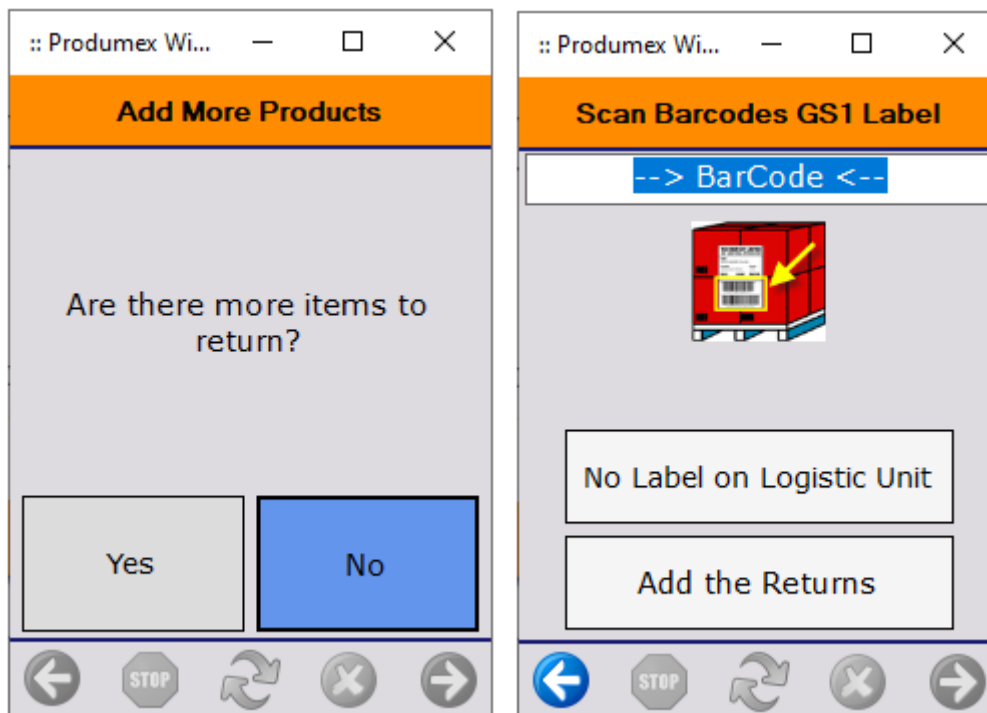 :: Produmex Wi...
Add More Products
Are there more items to
return?
Yes
No
STOP
:: Produmex Wi...
Scan Barcodes GS1 Label
--> BarCode <--
No Label on Logistic Unit
Add the Returns
STOP